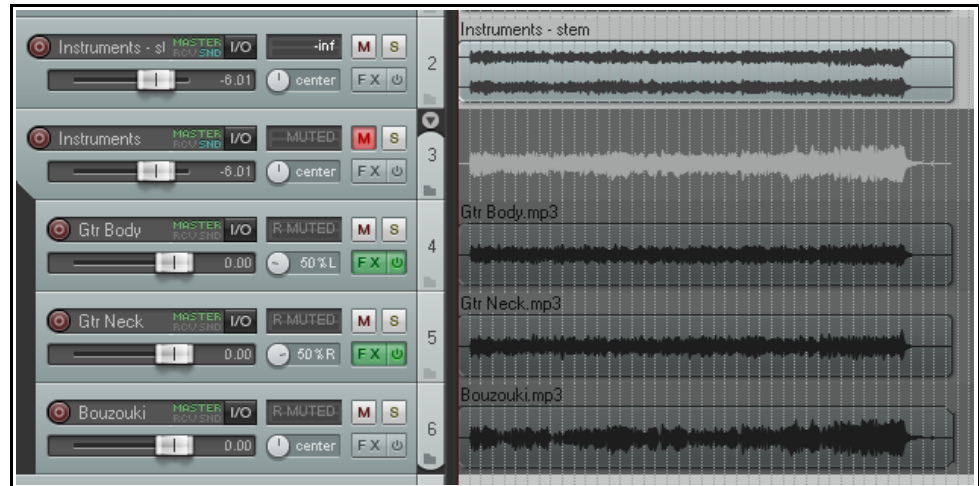 Instruments - sl MASTER RCV SND I/O -inf M S
-6.01 center FX
2
Instruments - stem
Instruments MASTER RCV SND I/O MUTED M S
-6.01 center FX
3
Gtr Body MASTER RCV SND I/O R-MUTED M S
0.00 50%L FX
4
Gtr Body.mp3
Gtr Neck MASTER RCV SND I/O R-MUTED M S
0.00 50%R FX
5
Gtr Neck.mp3
Bouzouki MASTER RCV SND I/O R-MUTED M S
0.00 center FX
6
Bouzouki.mp3